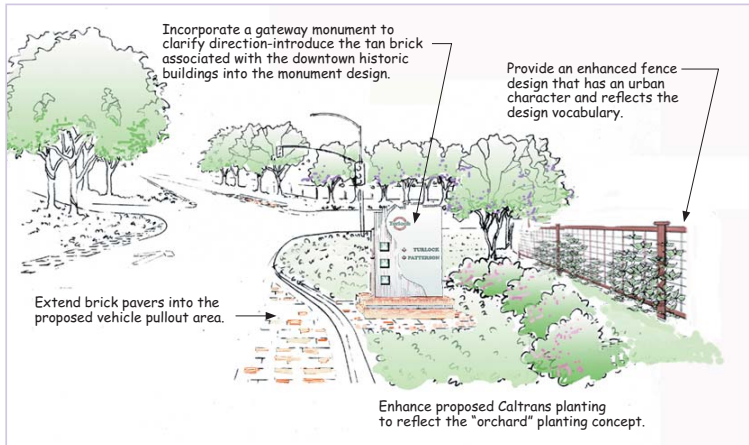 Incorporate a gateway monument to
clarify direction-introduce the tan brick
associated with the downtown historic
buildings into the monument design.
Provide an enhanced fence
design that has an urban
character and reflects the
design vocabulary.
TURLOCK
PATTERSON
Extend brick pavers into the
proposed vehicle pullout area.
Enhance proposed Caltrans planting
to reflect the “orchard” planting concept.